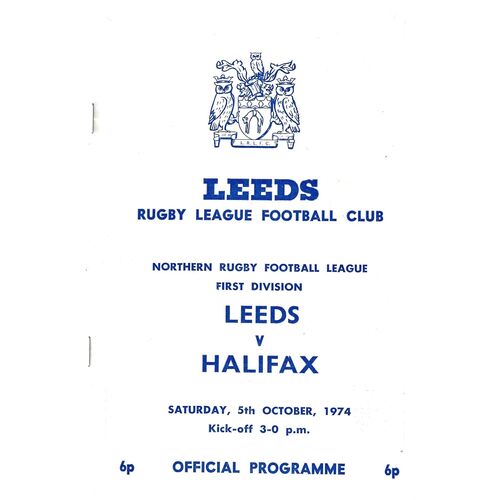 L.R.L.F.C.
LEEDS
RUGBY LEAGUE FOOTBALL CLUB
NORTHERN RUGBY FOOTBALL LEAGUE
FIRST DIVISION
LEEDS
v
HALIFAX
SATURDAY, 5th OCTOBER, 1974
Kick-off 3-0 p.m.
6p OFFICIAL PROGRAMME 6p